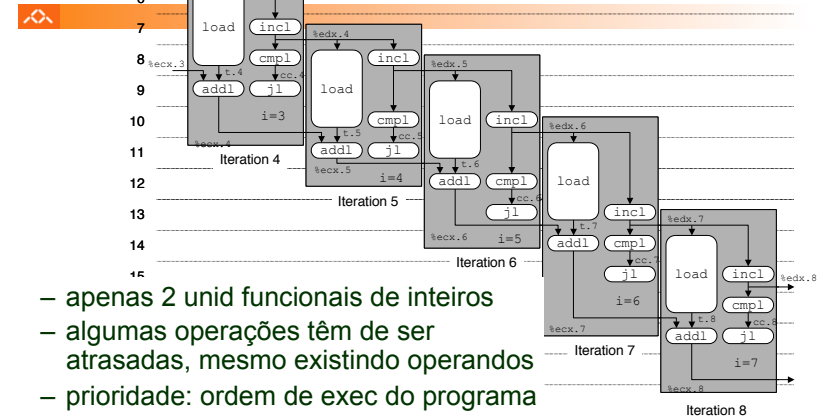 7
8
9
10
11
12
13
14
load
incl
%ecx.3
t.4
cmpl
cc.4
addl
jl
i=3
%ecx.4
Iteration 4
%edx.4
load
incl
cmpl
t.5
cc.5
addl
jl
%ecx.5
i=4
Iteration 5
%edx.5
load
incl
t.6
addl
cmpl
cc.6
jl
%ecx.6
i=5
Iteration 6
%edx.6
load
incl
t.7
addl
cmpl
cc.7
jl
i=6
%ecx.7
Iteration 7
%edx.7
load
incl
%edx.8
cmpl
t.8
cc.8
addl
jl
i=7
%ecx.8
Iteration 8
– apenas 2 unid funcionais de inteiros
– algumas operações têm de ser
atrasadas, mesmo existindo operandos
– prioridade: ordem de exec do programa